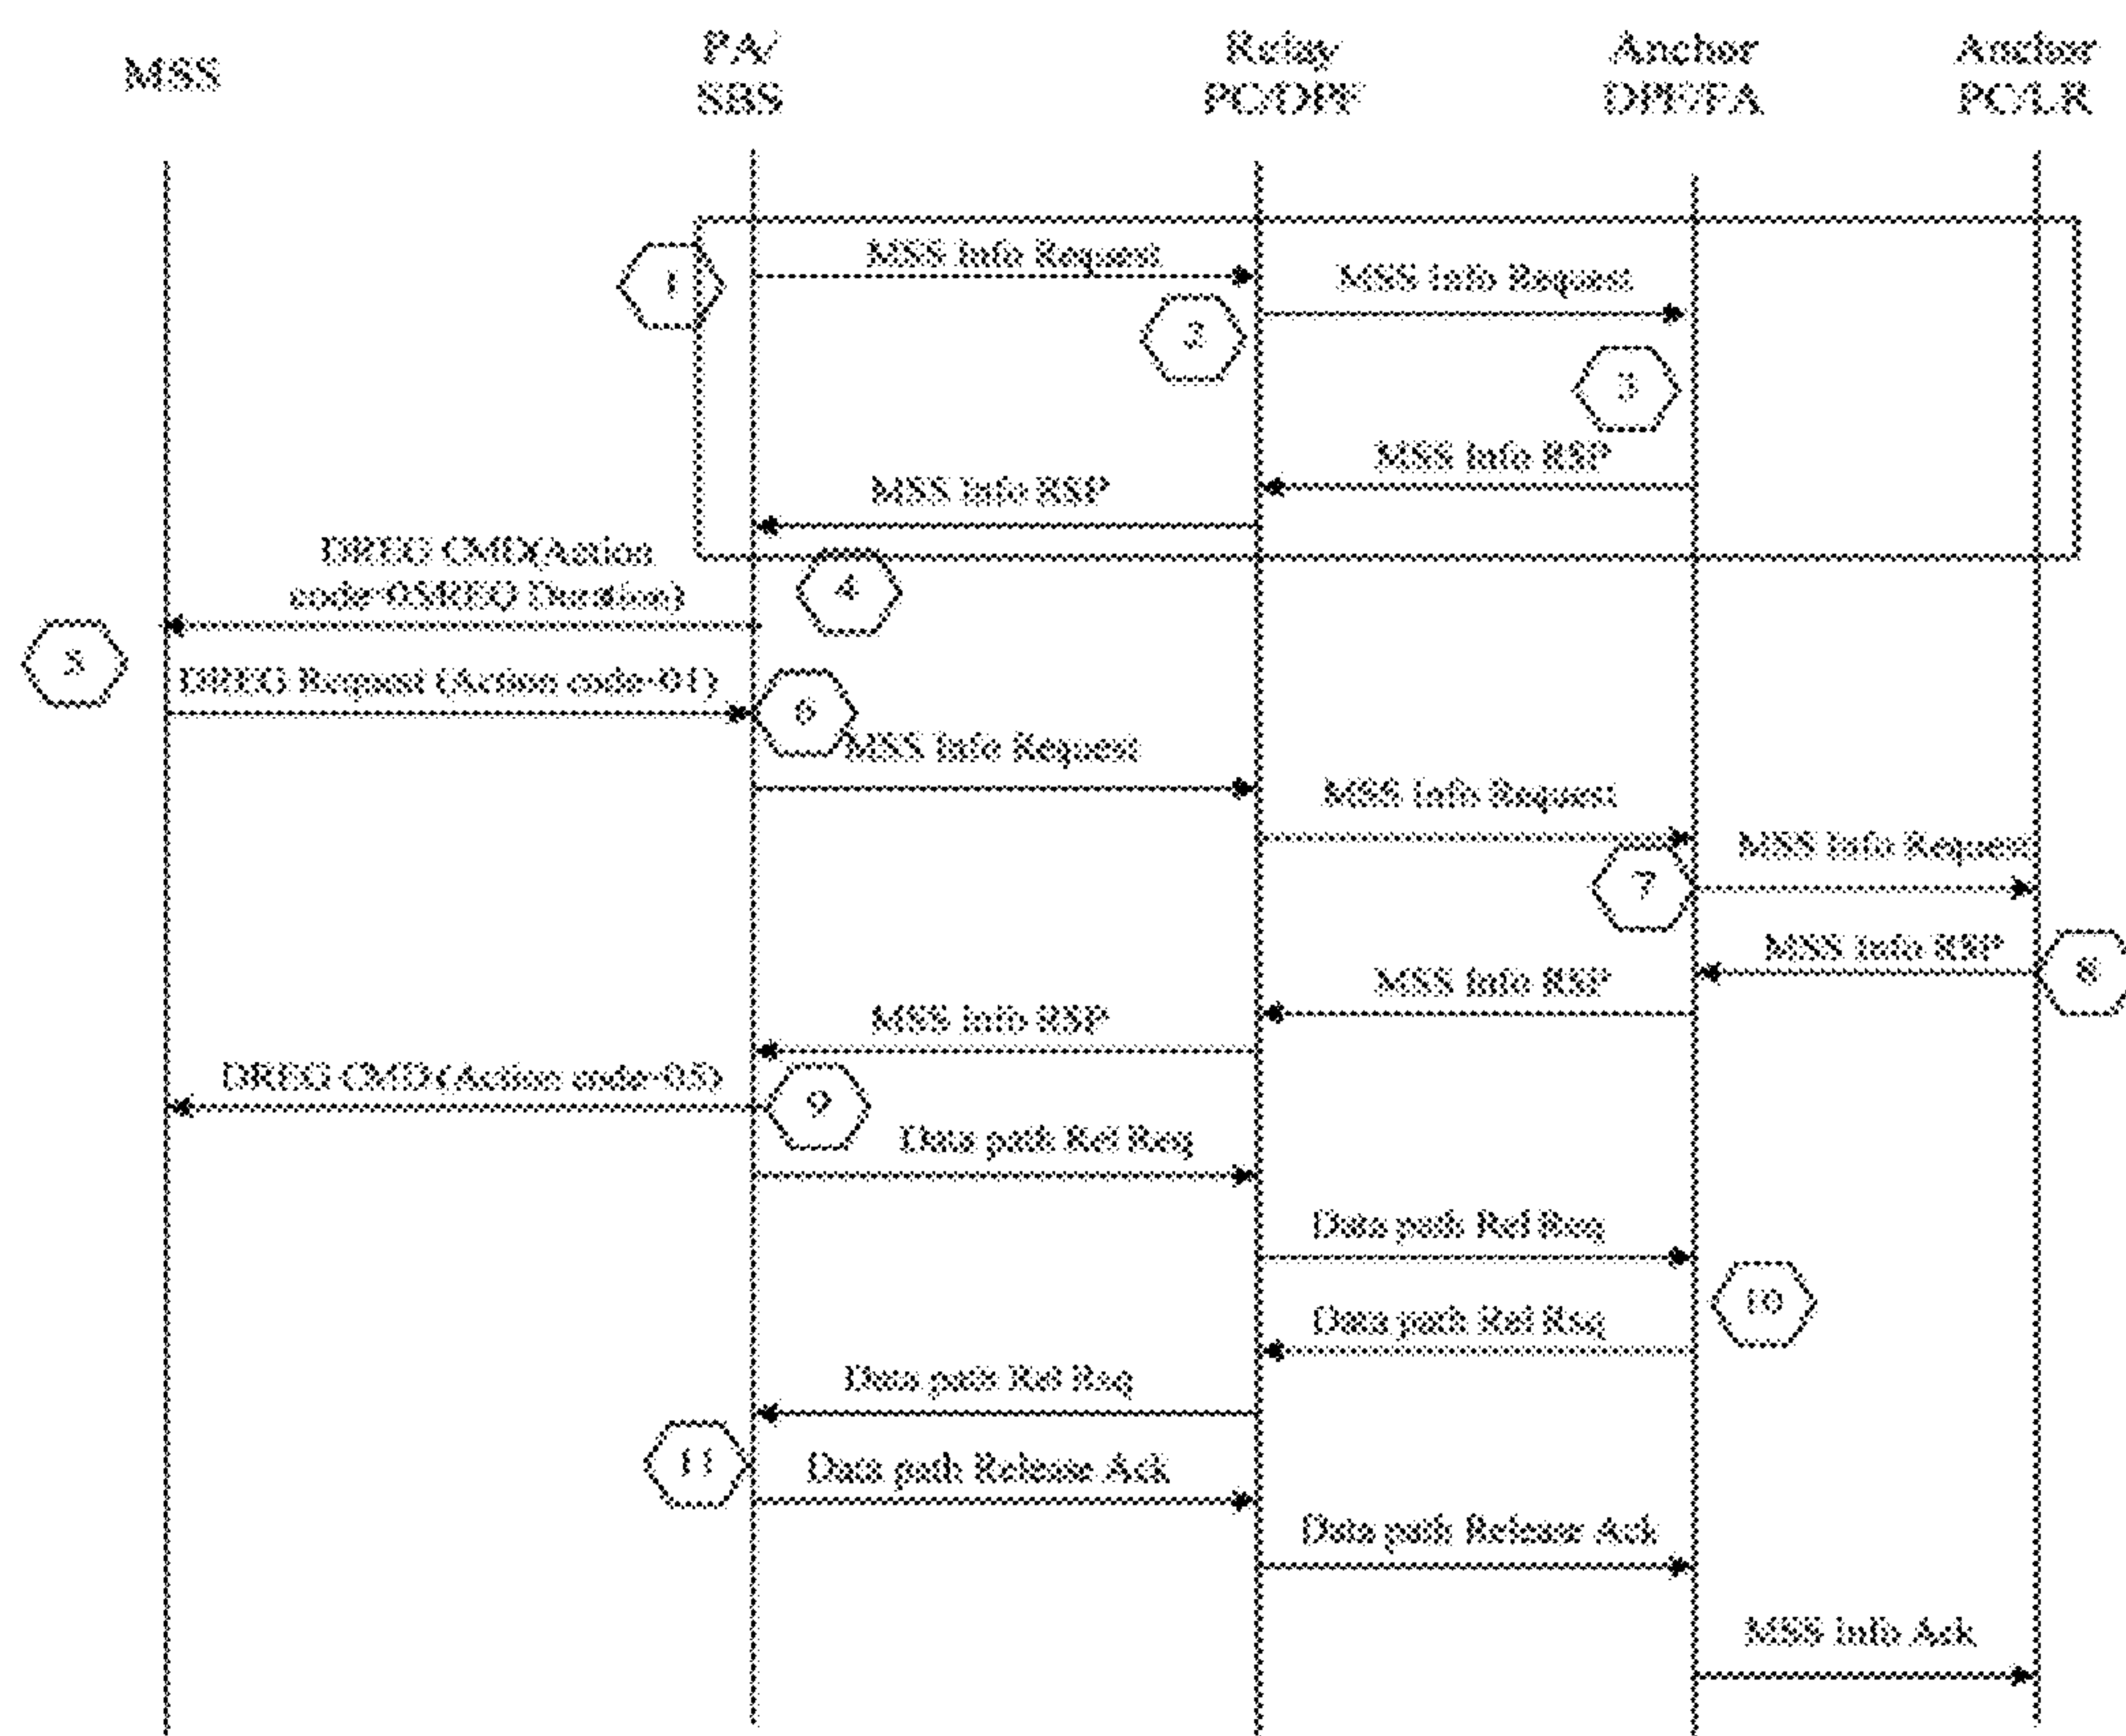 MSS
PA/
SBS
Relay
PC/DPF
Anchor
DPF/FA
Anchor
PC/LR
MSS Info Request
1
MSS Info Request
2
3
MSS Info RSP
MSS Info RSP
DREG CMD(Action
code:05REQ Duration)
4
5
DREG Request (Action code:01)
6
MSS Info Request
MSS Info Request
MSS Info Request
7
MSS Info RSP
8
MSS Info RSP
MSS Info RSP
DREG CMD (Action code:05)
9
Data path Rel Req
Data path Rel Req
10
Data path Rel Rsq
Data path Rel Rsq
11
Data path Release Ack
Data path Release Ack
MSS Info Ack